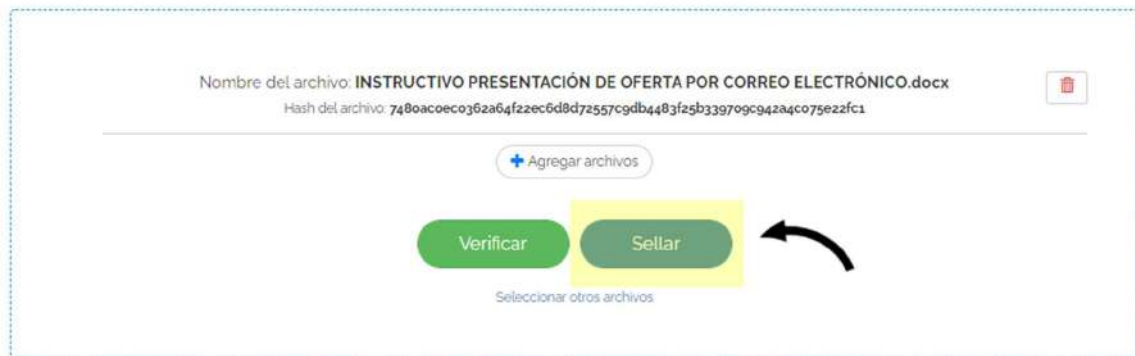 Nombre del archivo: INSTRUCTIVO PRESENTACIÓN DE OFERTA POR CORREO ELECTRÓNICO.docx
Hash del archivo: 7480ac0ec0362a64f22ec6d8d72557c9db4483f25b339709c942a4c075e22fc1
Agregar archivos
Verificar Sellar
Seleccionar otros archivos